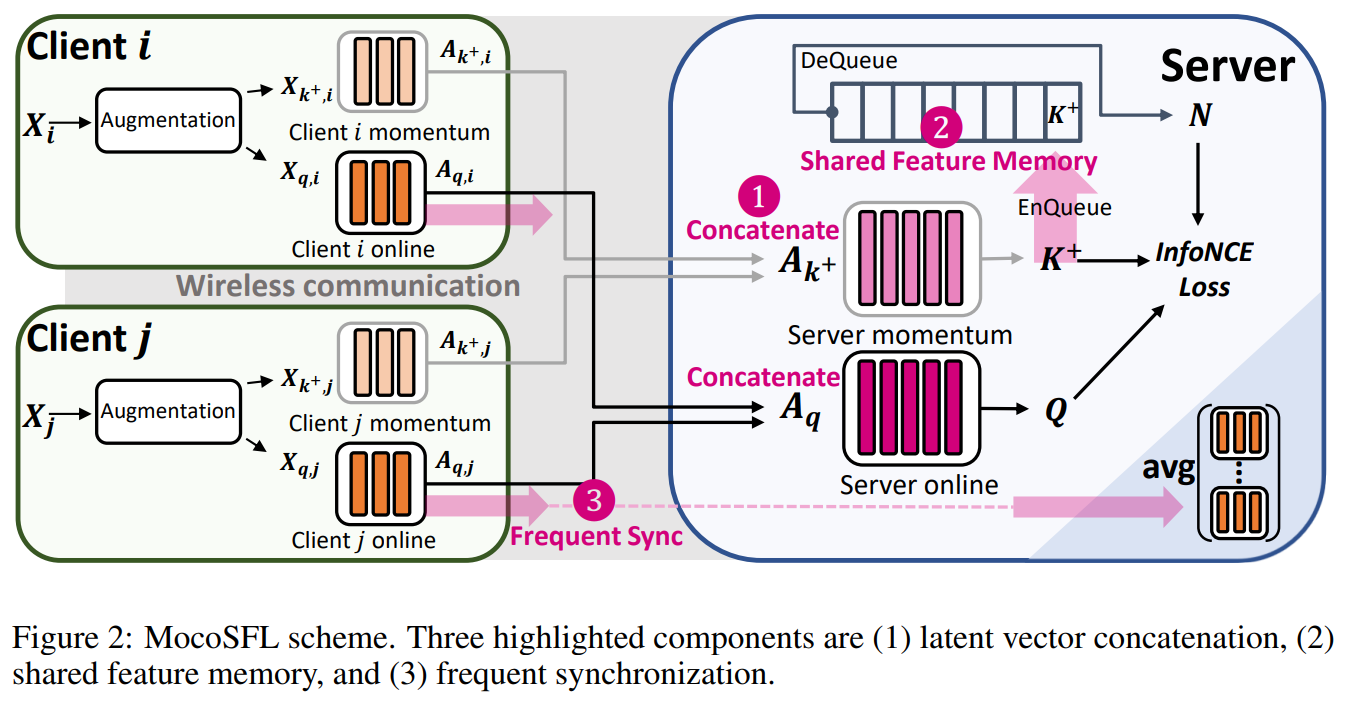 Client i
X_i
Augmentation
X_{k^+,i}
X_{q,i}
A_{k^+,i}
Client i momentum
A_{q,i}
Client i online
Wireless communication
Client j
X_j
Augmentation
X_{k^+,j}
X_{q,j}
A_{k^+,j}
Client j momentum
A_{q,j}
Client j online
3
Frequent Sync
Server
DeQueue
K^+
N
2
Shared Feature Memory
1
Concatenate
A_{k^+}
EnQueue
K^+
InfoNCE
Loss
Server momentum
Concatenate
A_q
Q
Server online
avg
Figure 2: MocoSFL scheme. Three highlighted components are (1) latent vector concatenation, (2)
shared feature memory, and (3) frequent synchronization.